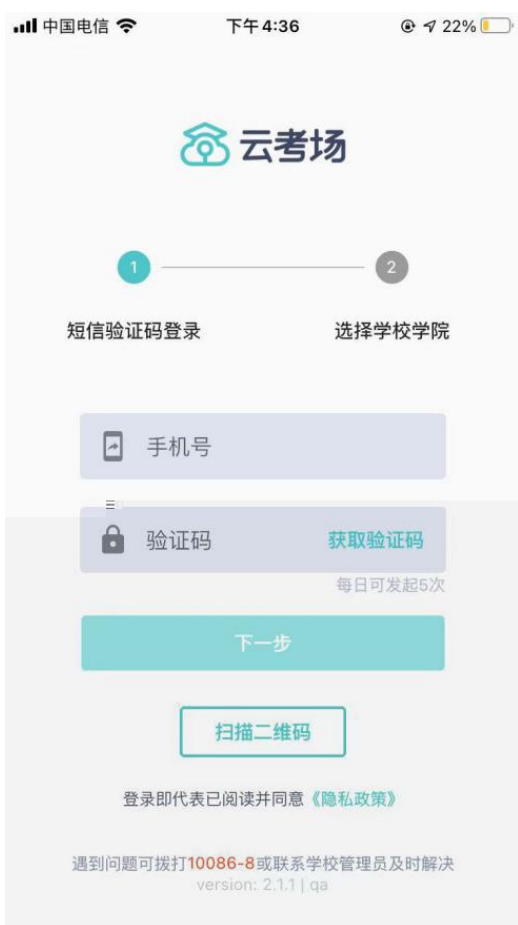 中国电信 下午4:36 22%
云考场
1 2
短信验证码登录 选择学校学院
手机号
验证码 获取验证码
每日可发起5次
下一步
扫描二维码
登录即代表已阅读并同意《隐私政策》
遇到问题可拨打10086-8或联系学校管理员及时解决
version: 2.1.1 | qa